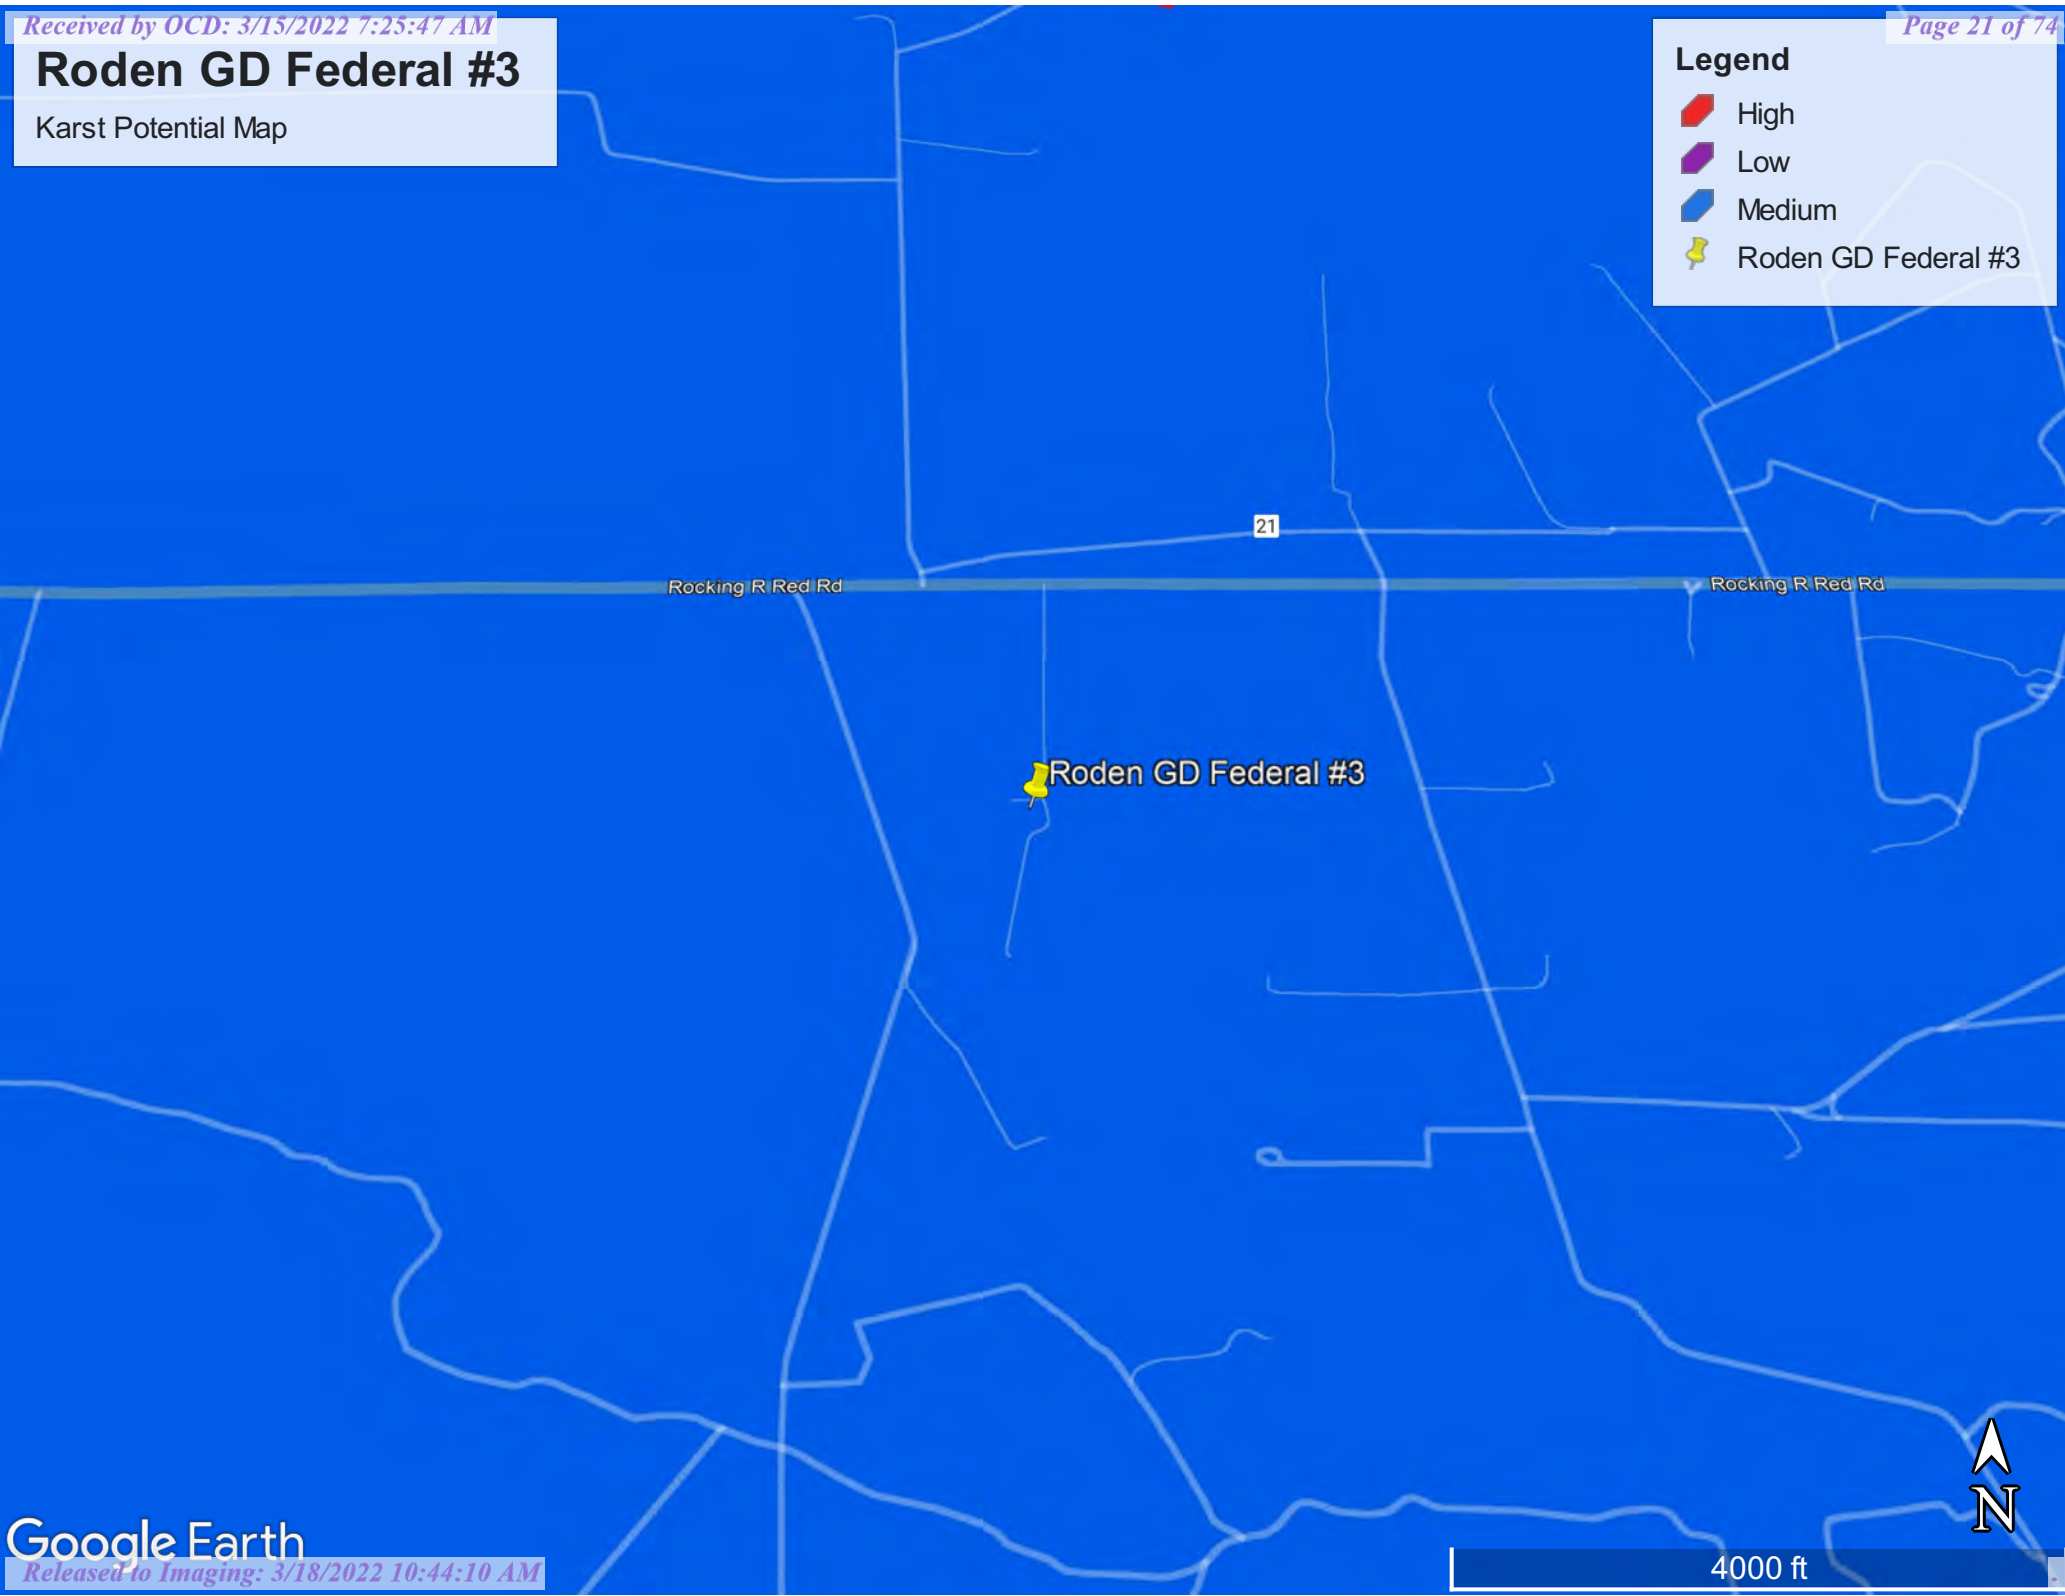 Received by OCD: 3/15/2022 7:25:47 AM
Page 21 of 74
Roden GD Federal #3
Karst Potential Map
Legend
High
Low
Medium
Roden GD Federal #3
21
Rocking R Red Rd
Rocking R Red Rd
Roden GD Federal #3
N
Google Earth
Released to Imaging: 3/18/2022 10:44:10 AM
4000 ft